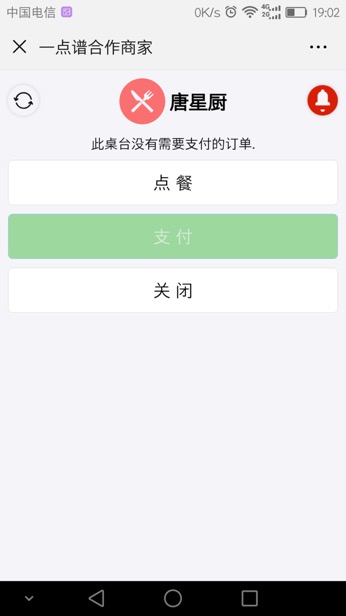 中国电信 0K/s 4G 2G 19:02
一点谱合作商家
唐星厨
此桌台没有需要支付的订单.
点 餐
支 付
关 闭